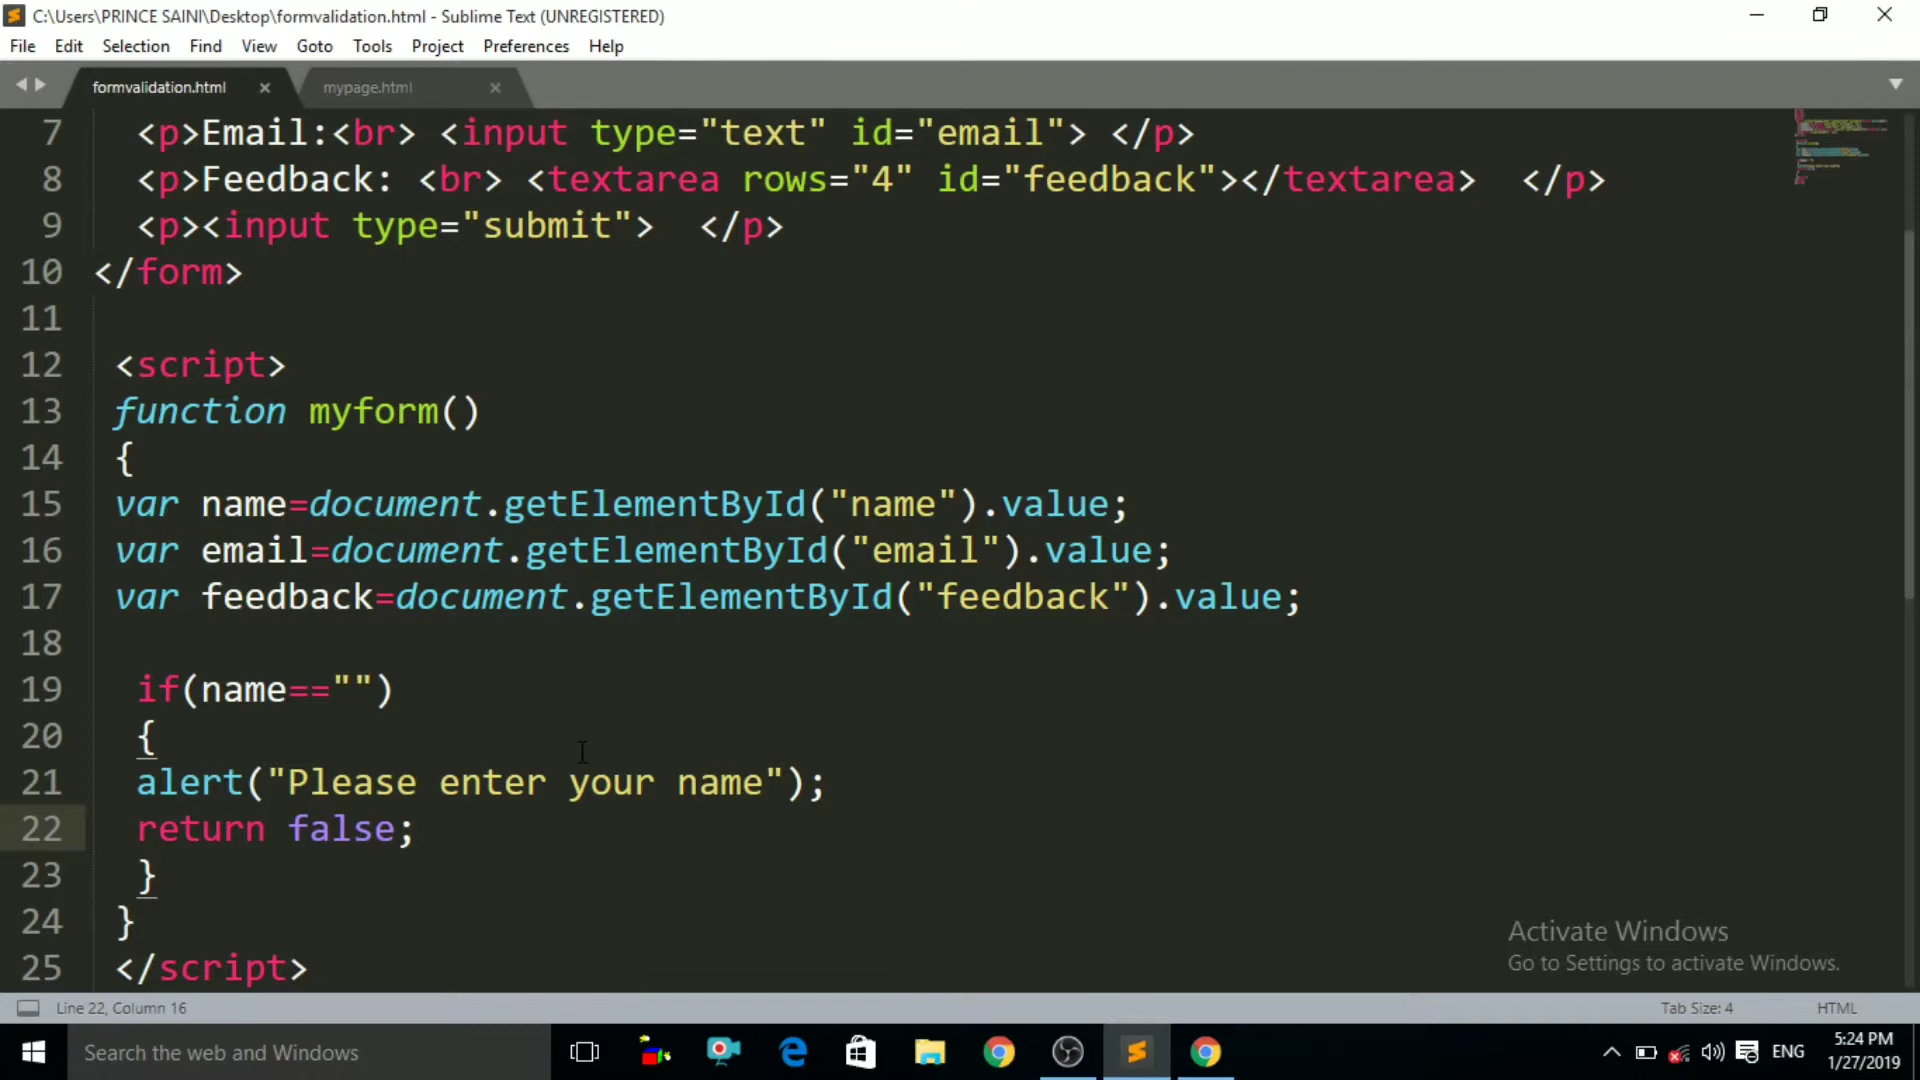 C:\Users\PRINCE SAINI\Desktop\formvalidation.html - Sublime Text (UNREGISTERED)
File Edit Selection Find View Goto Tools Project Preferences Help
formvalidation.html mypage.html
7 <p>Email:<br> <input type="text" id="email"> </p>
8 <p>Feedback: <br> <textarea rows="4" id="feedback"></textarea> </p>
9 <p><input type="submit"> </p>
10 </form>
11
12 <script>
13 function myform()
14 {
15 var name=document.getElementById("name").value;
16 var email=document.getElementById("email").value;
17 var feedback=document.getElementById("feedback").value;
18
19 if(name=="")
20 {
21 alert("Please enter your name");
22 return false;
23 }
24 }
25 </script>
Activate Windows
Go to Settings to activate Windows.
Line 22, Column 16 Tab Size: 4 HTML
Search the web and Windows ENG 5:24 PM
1/27/2019